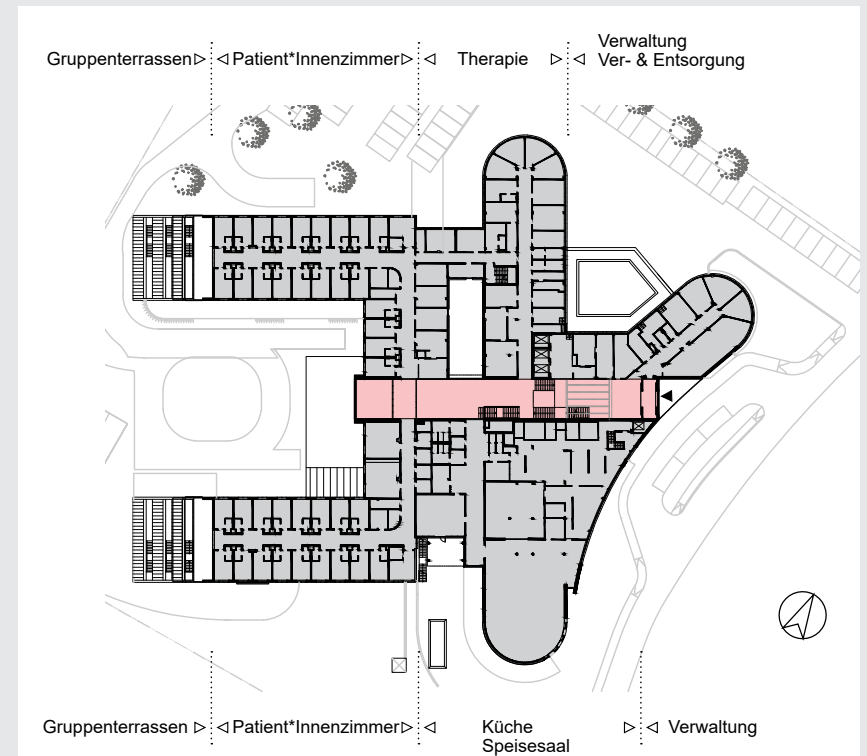 Gruppenterrassen
Patient*Innenzimmer
Therapie
Verwaltung
Ver- & Entsorgung
Gruppenterrassen
Patient*Innenzimmer
Küche
Speisesaal
Verwaltung